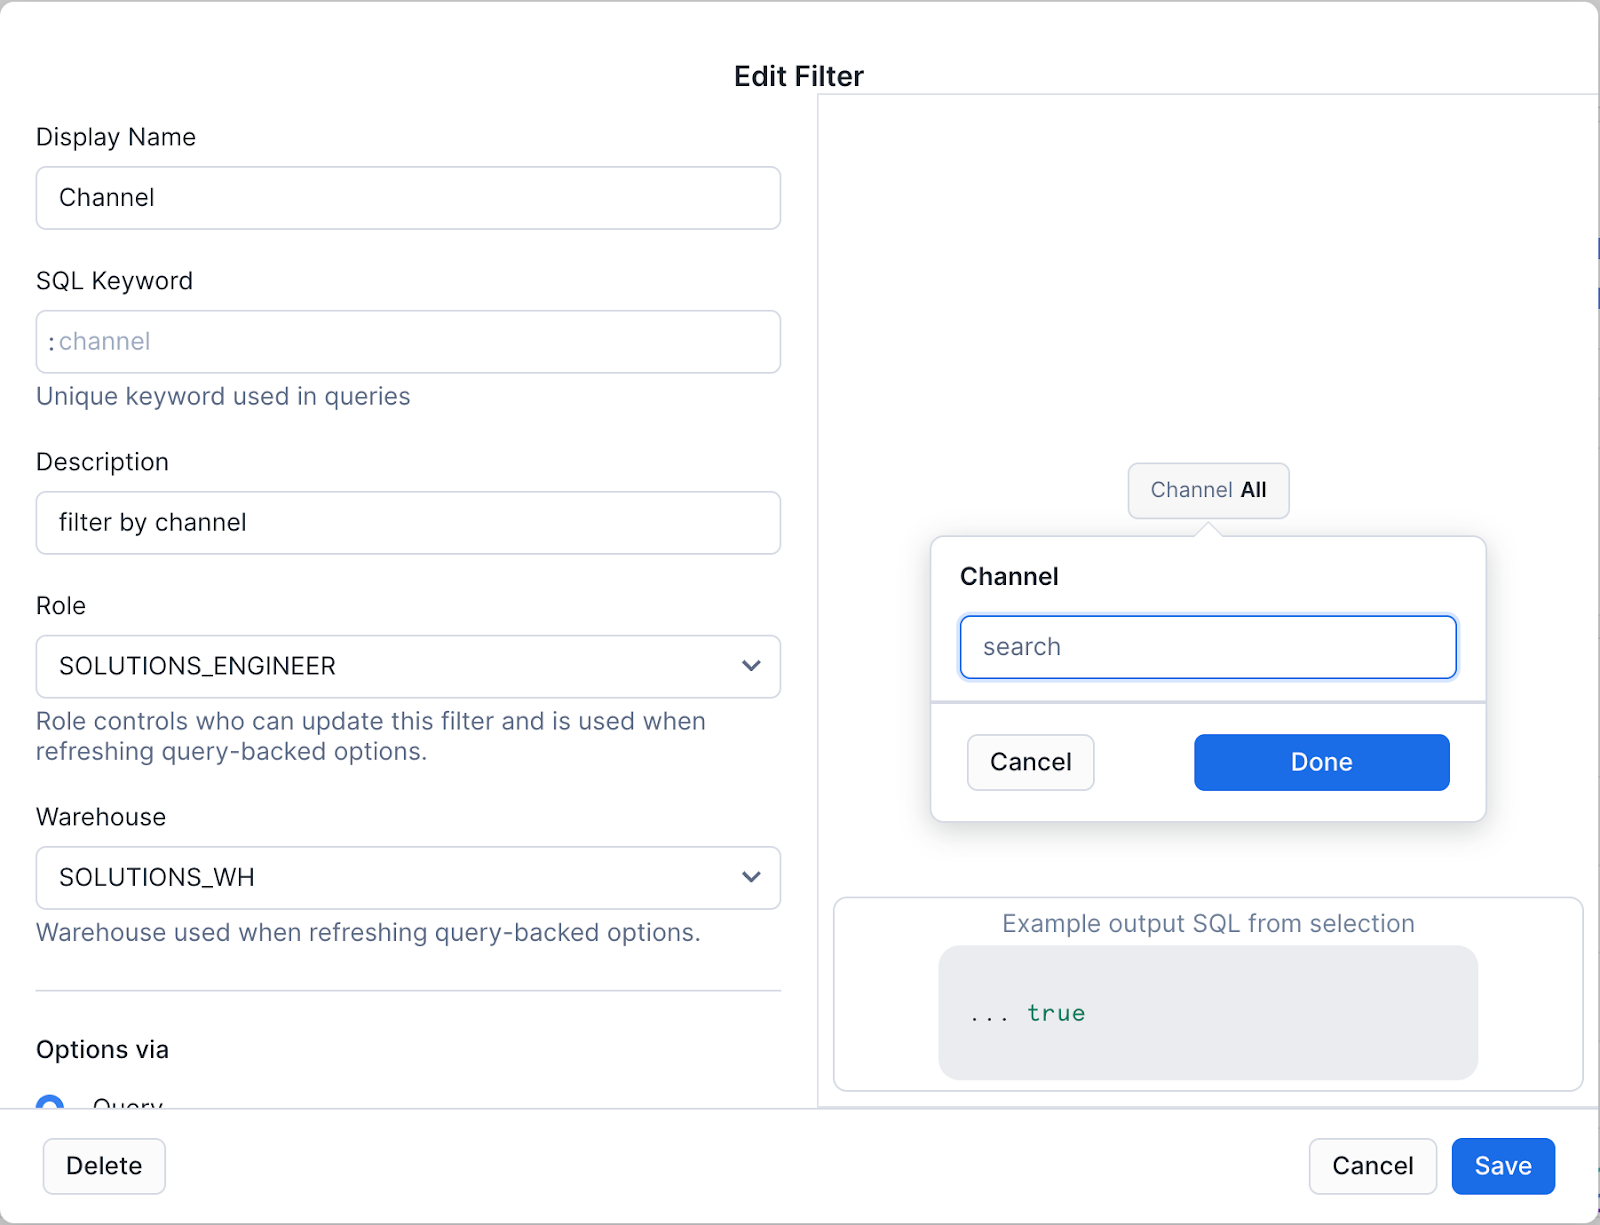 Edit Filter
Display Name
Channel
SQL Keyword
:channel
Unique keyword used in queries
Description
filter by channel
Role
SOLUTIONS_ENGINEER
Role controls who can update this filter and is used when
refreshing query-backed options.
Warehouse
SOLUTIONS_WH
Warehouse used when refreshing query-backed options.
Options via
Query
Channel All
Channel
search
Cancel
Done
Example output SQL from selection
... true
Delete
Cancel
Save